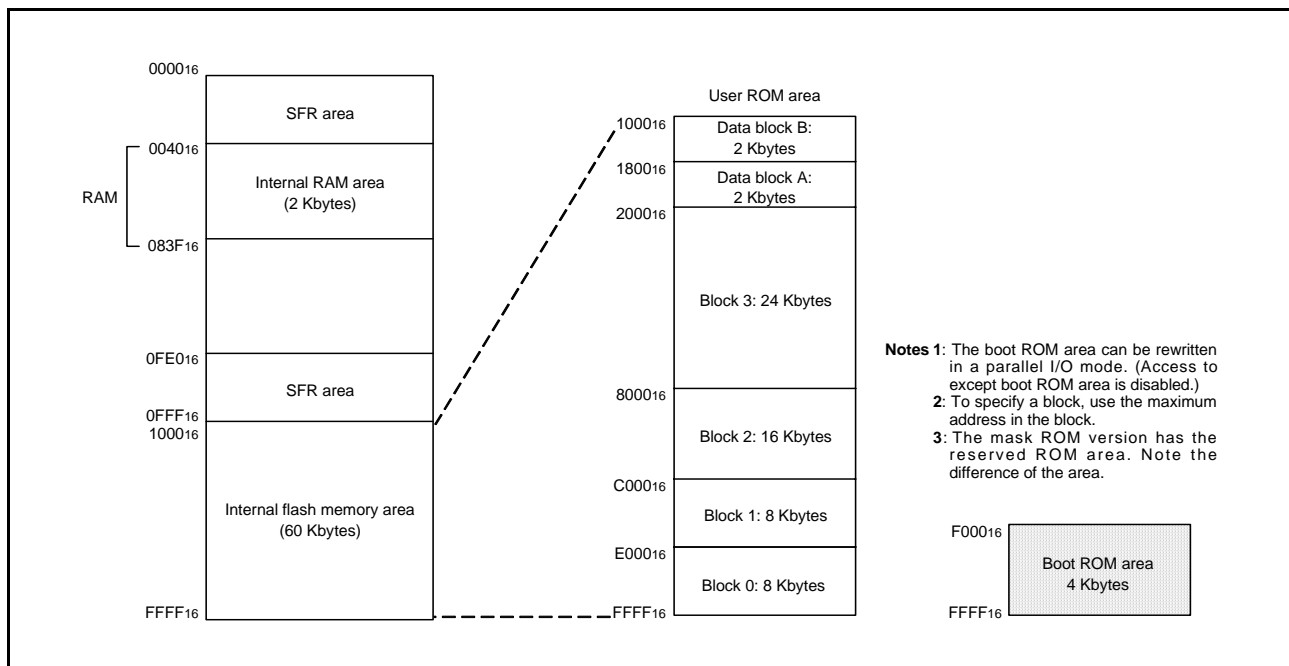 000016
SFR area
004016
RAM
Internal RAM area
(2 Kbytes)
083F16
0FE016
SFR area
0FFF16
100016
Internal flash memory area
(60 Kbytes)
FFFF16
User ROM area
100016
Data block B:
2 Kbytes
180016
Data block A:
2 Kbytes
200016
Block 3: 24 Kbytes
800016
Block 2: 16 Kbytes
C00016
Block 1: 8 Kbytes
E00016
Block 0: 8 Kbytes
FFFF16
Notes 1: The boot ROM area can be rewritten
in a parallel I/O mode. (Access to
except boot ROM area is disabled.)
2: To specify a block, use the maximum
address in the block.
3: The mask ROM version has the
reserved ROM area. Note the
difference of the area.
F00016
Boot ROM area
4 Kbytes
FFFF16